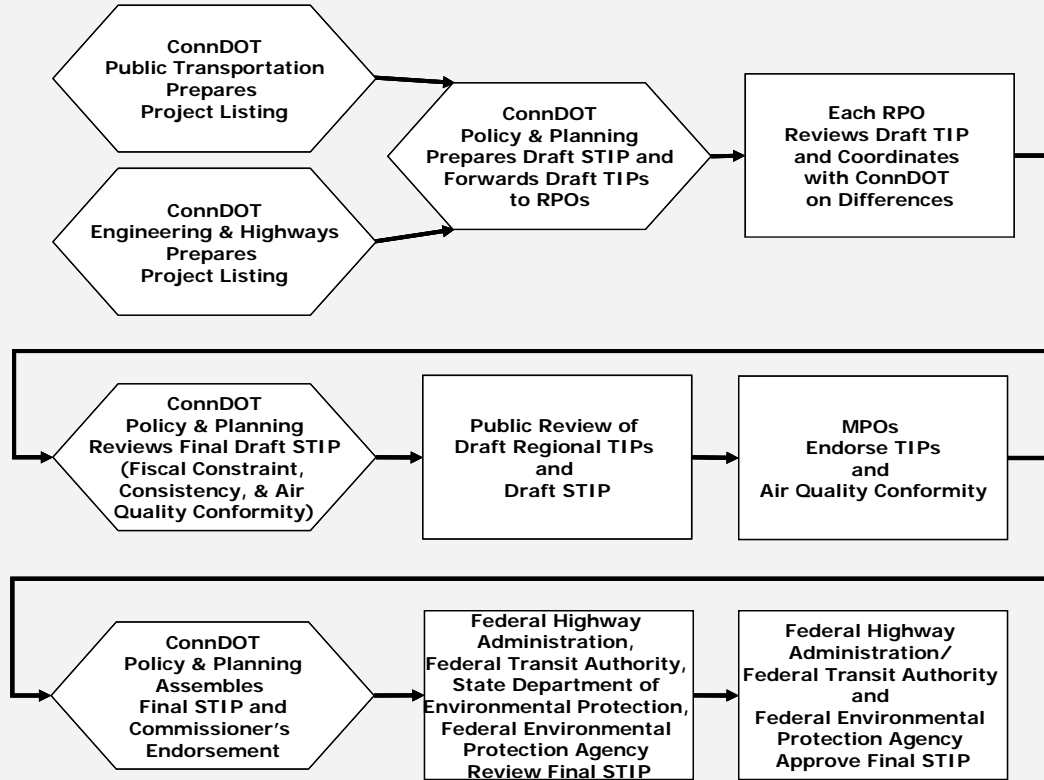 ConnDOT
Public Transportation
Prepares
Project Listing
ConnDOT
Engineering & Highways
Prepares
Project Listing
ConnDOT
Policy & Planning
Prepares Draft STIP and
Forwards Draft TIPs
to RPOs
Each RPO
Reviews Draft TIP
and Coordinates
with ConnDOT
on Differences
ConnDOT
Policy & Planning
Reviews Final Draft STIP
(Fiscal Constraint,
Consistency, & Air
Quality Conformity)
Public Review of
Draft Regional TIPs
and
Draft STIP
MPOs
Endorse TIPs
and
Air Quality Conformity
ConnDOT
Policy & Planning
Assembles
Final STIP and
Commissioner's
Endorsement
Federal Highway
Administration,
Federal Transit Authority,
State Department of
Environmental Protection,
Federal Environmental
Protection Agency
Review Final STIP
Federal Highway
Administration/
Federal Transit Authority
and
Federal Environmental
Protection Agency
Approve Final STIP